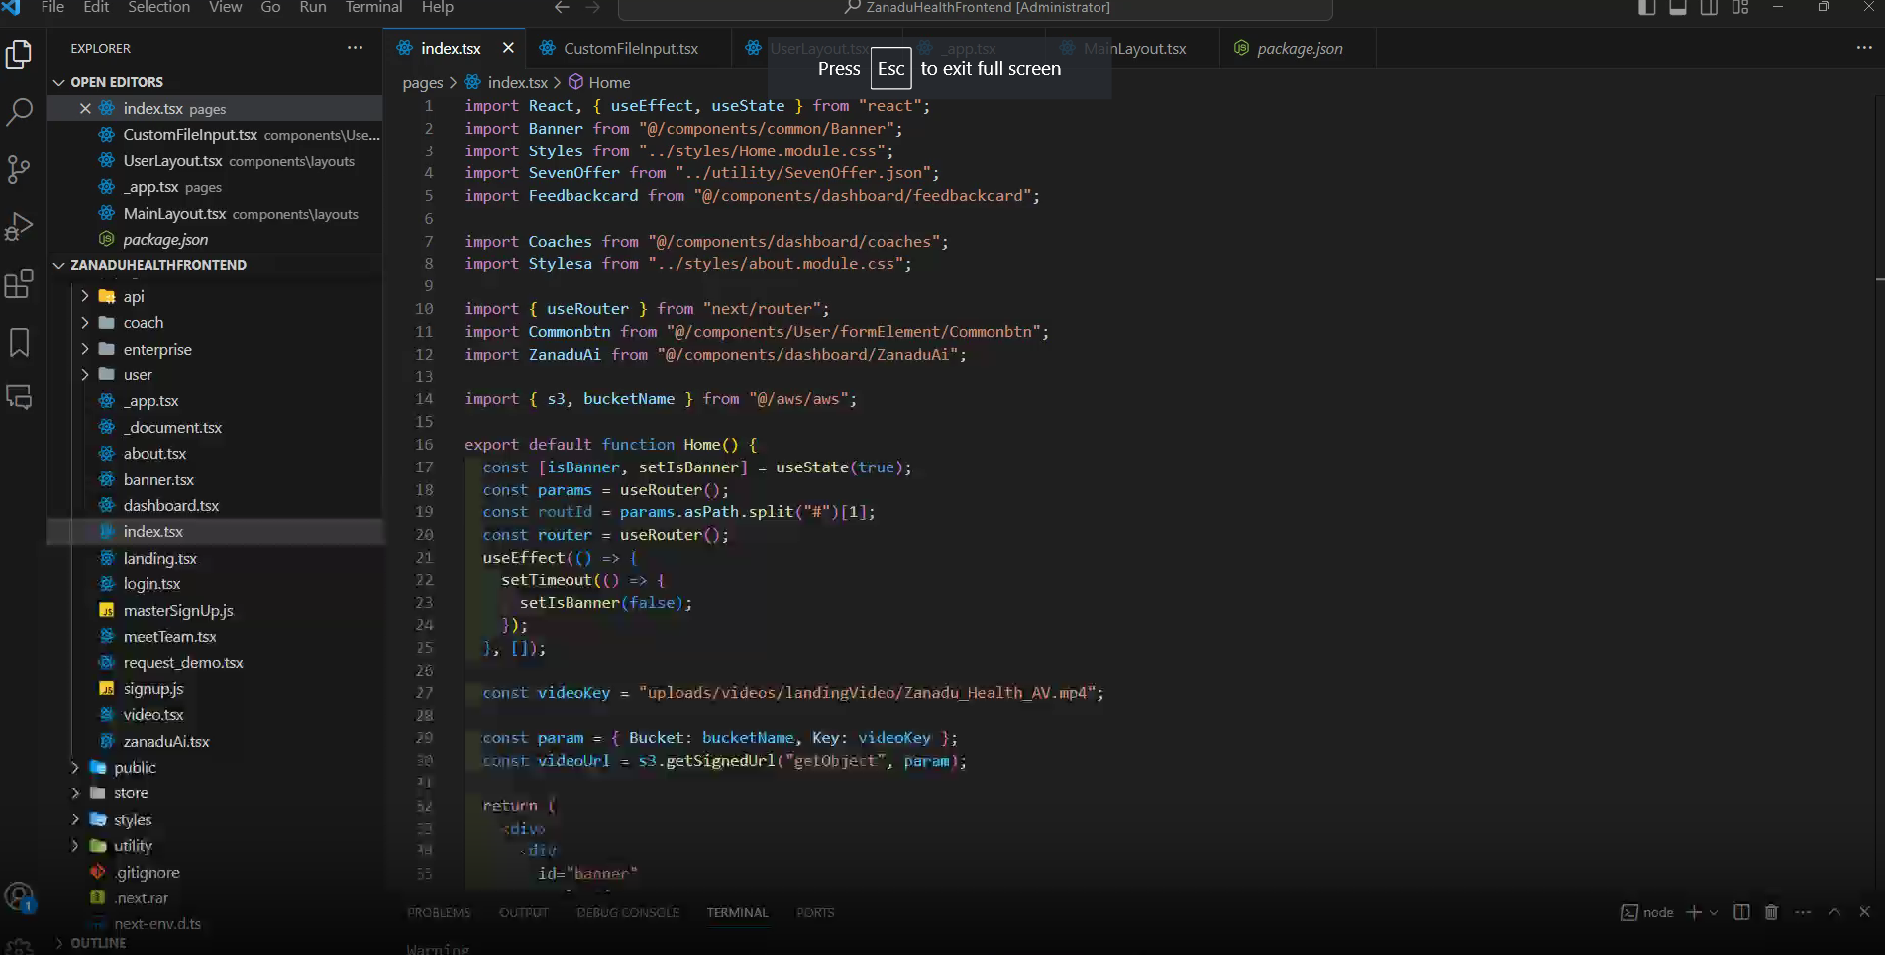 File Edit Selection View Go Run Terminal Help
ZanaduHealthFrontend [Administrator]
EXPLORER
index.tsx
CustomFileInput.tsx
UserLayout.tsx
_app.tsx
MainLayout.tsx
package.json
Press Esc to exit full screen
OPEN EDITORS
index.tsx pages
CustomFileInput.tsx components\Use...
UserLayout.tsx components\layouts
_app.tsx pages
MainLayout.tsx components\layouts
package.json
ZANADUHEALTHFRONTEND
api
coach
enterprise
user
_app.tsx
_document.tsx
about.tsx
banner.tsx
dashboard.tsx
index.tsx
landing.tsx
login.tsx
masterSignUp.js
meetTeam.tsx
request_demo.tsx
signup.js
video.tsx
zanaduAi.tsx
public
store
styles
utility
.gitignore
.next.rar
next-env.d.ts
OUTLINE
1
pages > index.tsx > Home
1 import React, { useEffect, useState } from "react";
2 import Banner from "@/components/common/Banner";
3 import Styles from "../styles/Home.module.css";
4 import SevenOffer from "../utility/SevenOffer.json";
5 import Feedbackcard from "@/components/dashboard/feedbackcard";
6
7 import Coaches from "@/components/dashboard/coaches";
8 import Stylesa from "../styles/about.module.css";
9
10 import { useRouter } from "next/router";
11 import Commonbtn from "@/components/User/formElement/Commonbtn";
12 import ZanaduAi from "@/components/dashboard/ZanaduAi";
13
14 import { s3, bucketName } from "@/aws/aws";
15
16 export default function Home() {
17 const [isBanner, setIsBanner] = useState(true);
18 const params = useRouter();
19 const routId = params.asPath.split("#")[1];
20 const router = useRouter();
21 useEffect(() => {
22 setTimeout(() => {
23 setIsBanner(false);
24 });
25 }, []);
26
27 const videoKey = "uploads/videos/landingVideo/Zanadu_Health_AV.mp4";
28
29 const param = { Bucket: bucketName, Key: videoKey };
30 const videoUrl = s3.getSignedUrl("getObject", param);
31
32 return (
33 <div>
34 <div
35 id="banner"
PROBLEMS OUTPUT DEBUG CONSOLE TERMINAL PORTS
node
Warning